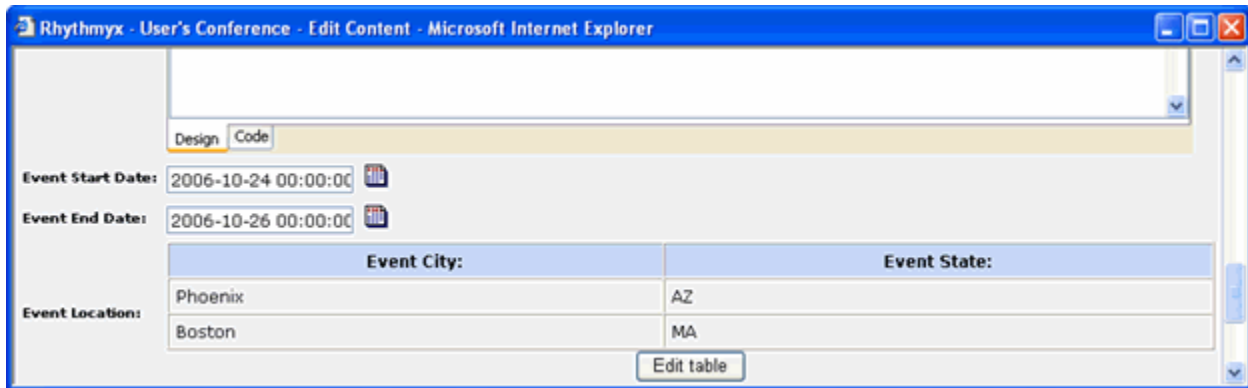 Rhythmyx - User's Conference - Edit Content - Microsoft Internet Explorer
Design Code
Event Start Date: 2006-10-24 00:00:00
Event End Date: 2006-10-26 00:00:00
Event City: Event State:
Event Location:
Phoenix AZ
Boston MA
Edit table